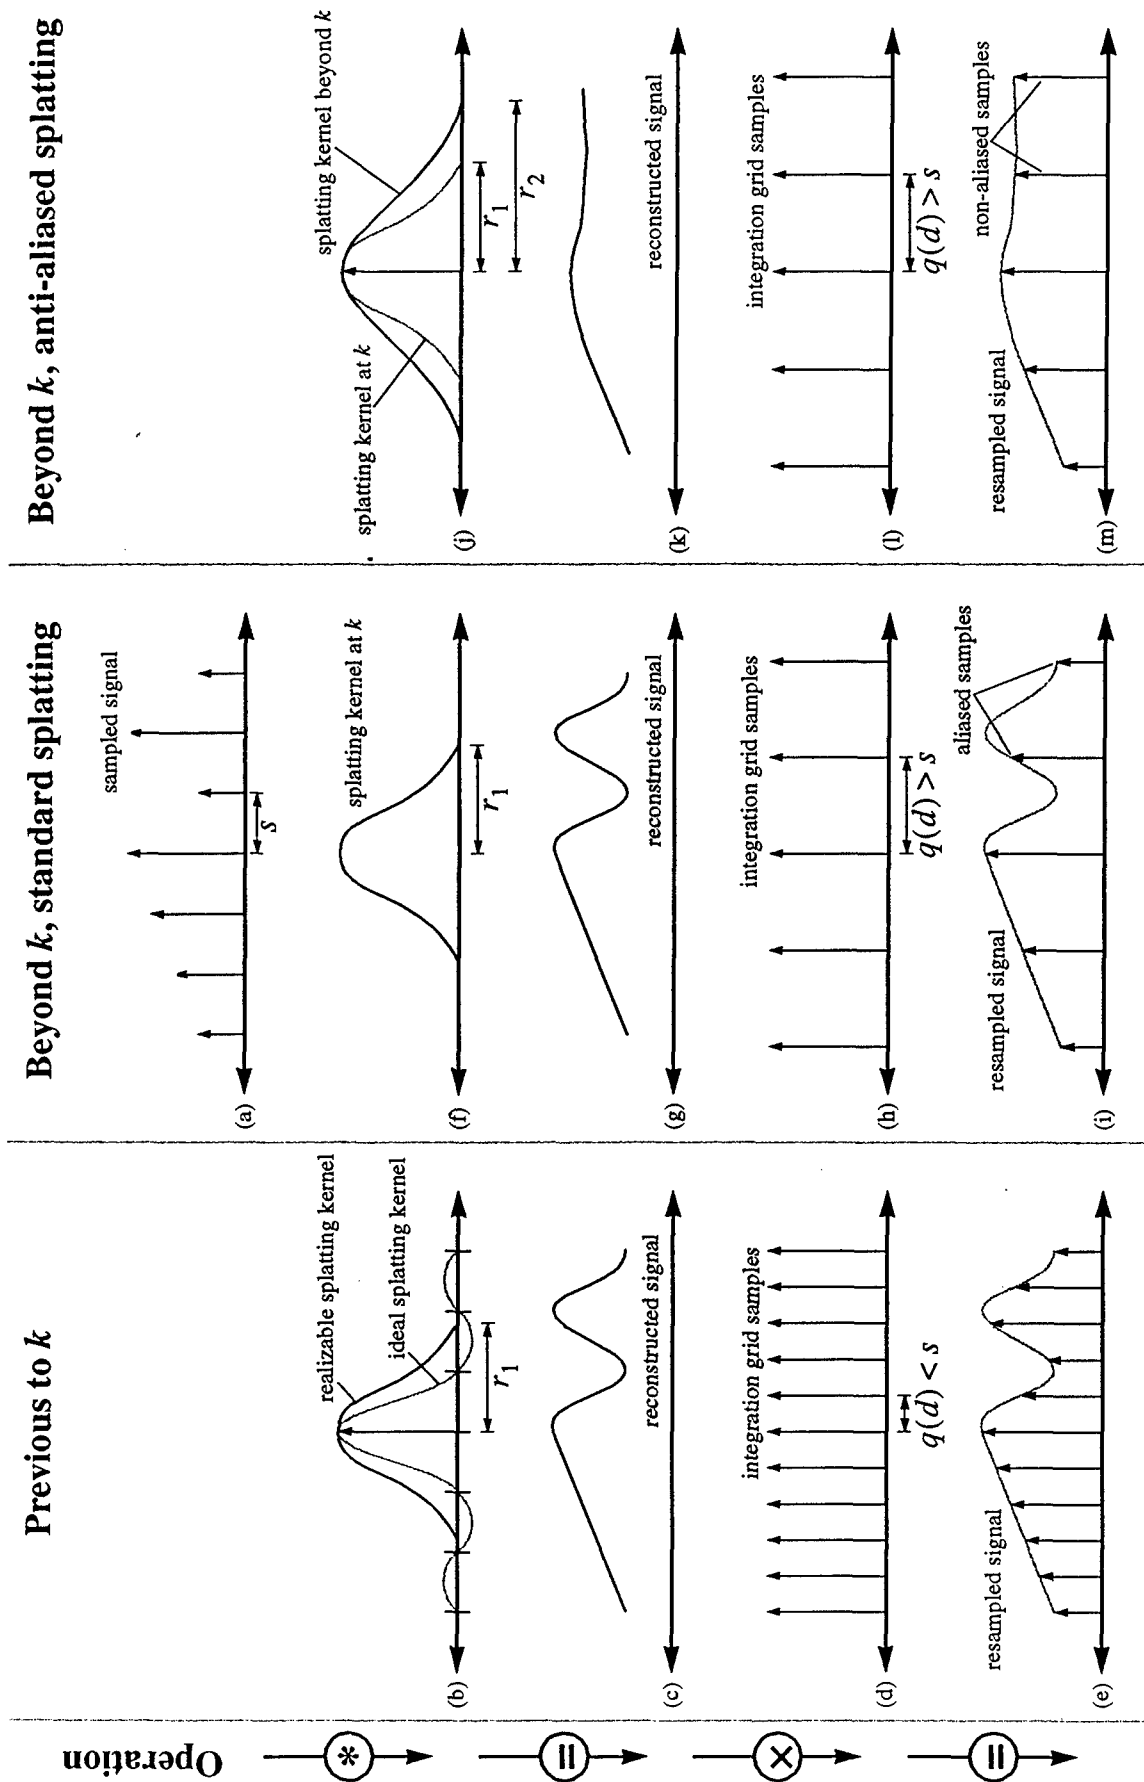 Operation
*
=
×
=
Previous to k
realizable splatting kernel
ideal splatting kernel
r1
(b)
reconstructed signal
(c)
integration grid samples
q(d) < s
(d)
resampled signal
(e)
Beyond k, standard splatting
sampled signal
s
(a)
splatting kernel at k
r1
(f)
reconstructed signal
(g)
integration grid samples
q(d) > s
(h)
resampled signal
aliased samples
(i)
Beyond k, anti-aliased splatting
splatting kernel beyond k
splatting kernel at k
r1
r2
(j)
reconstructed signal
(k)
integration grid samples
q(d) > s
(l)
resampled signal
non-aliased samples
(m)